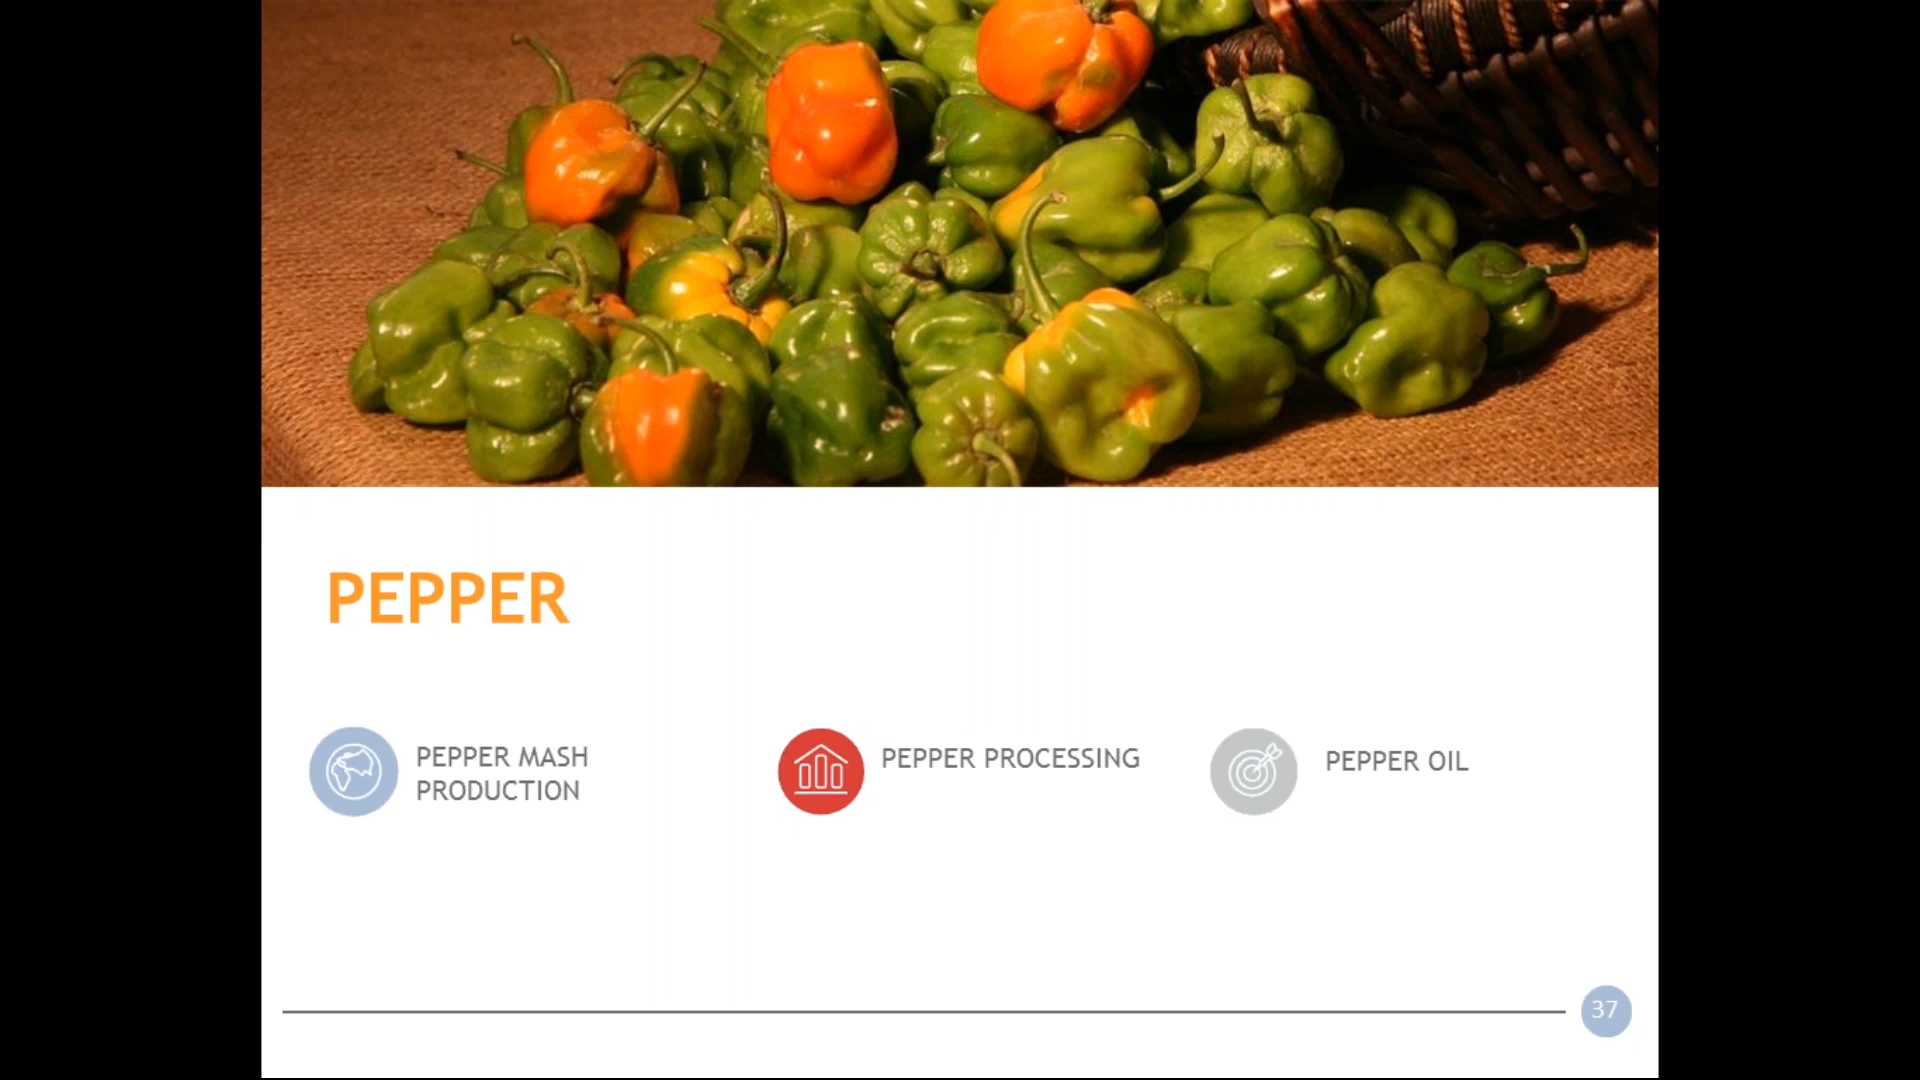 PEPPER
PEPPER MASH
PRODUCTION
PEPPER PROCESSING
PEPPER OIL
37